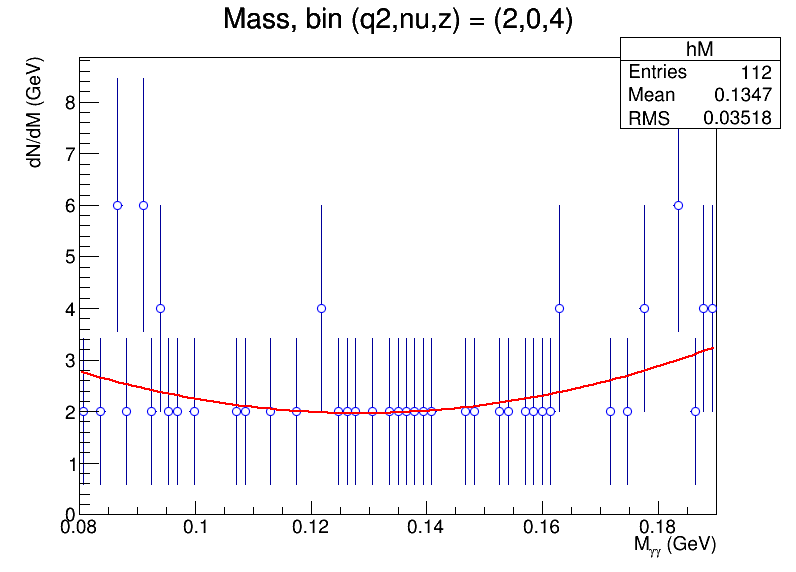 Mass, bin (q2,nu,z) = (2,0,4)
hM
Entries 112
Mean 0.1347
RMS 0.03518
dN/dM (GeV)
8
7
6
5
4
3
2
1
0
0.08 0.1 0.12 0.14 0.16 0.18
Mγγ (GeV)